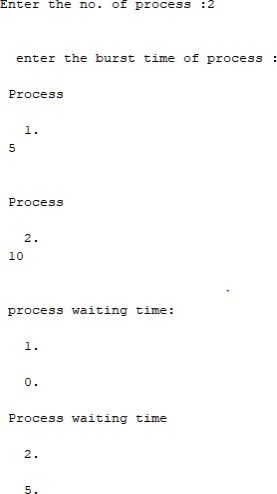 Enter the no. of process :2
enter the burst time of process :
Process
1.
5
Process
2.
10
process waiting time:
1.
0.
Process waiting time
2.
5.